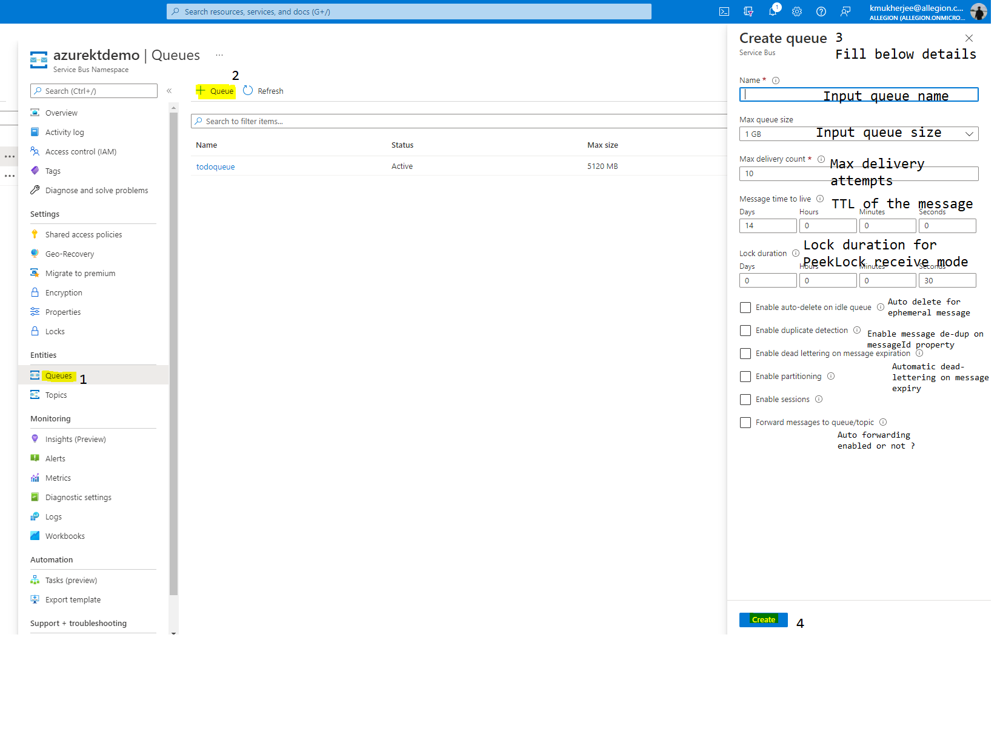 Search resources, services, and docs (G+/)
1
kmukherjee@allegion.c...
ALLEGION (ALLEGION.ONMICRO...
azurektdemo | Queues ...
Service Bus Namespace
Search (Ctrl+/)
«
Overview
Activity log
Access control (IAM)
Tags
Diagnose and solve problems
Settings
Shared access policies
Geo-Recovery
Migrate to premium
Encryption
Properties
Locks
Entities
Queues 1
Topics
Monitoring
Insights (Preview)
Alerts
Metrics
Diagnostic settings
Logs
Workbooks
Automation
Tasks (preview)
Export template
Support + troubleshooting
2
+ Queue Refresh
Search to filter items...
Name Status Max size
todoqueue Active 5120 MB
Create queue 3
Service Bus
Fill below details
Name *
Input queue name
Max queue size
1 GB Input queue size
Max delivery count * Max delivery
10 attempts
Message time to live TTL of the message
Days Hours Minutes Seconds
14 0 0 0
Lock duration Lock duration for
PeekLock receive mode
Days Hours Minutes Seconds
0 0 0 30
Enable auto-delete on idle queue
Auto delete for
ephemeral message
Enable duplicate detection
Enable message de-dup on
messageId property
Enable dead lettering on message expiration
Automatic dead-
lettering on message
expiry
Enable partitioning
Enable sessions
Forward messages to queue/topic
Auto forwarding
enabled or not ?
Create 4